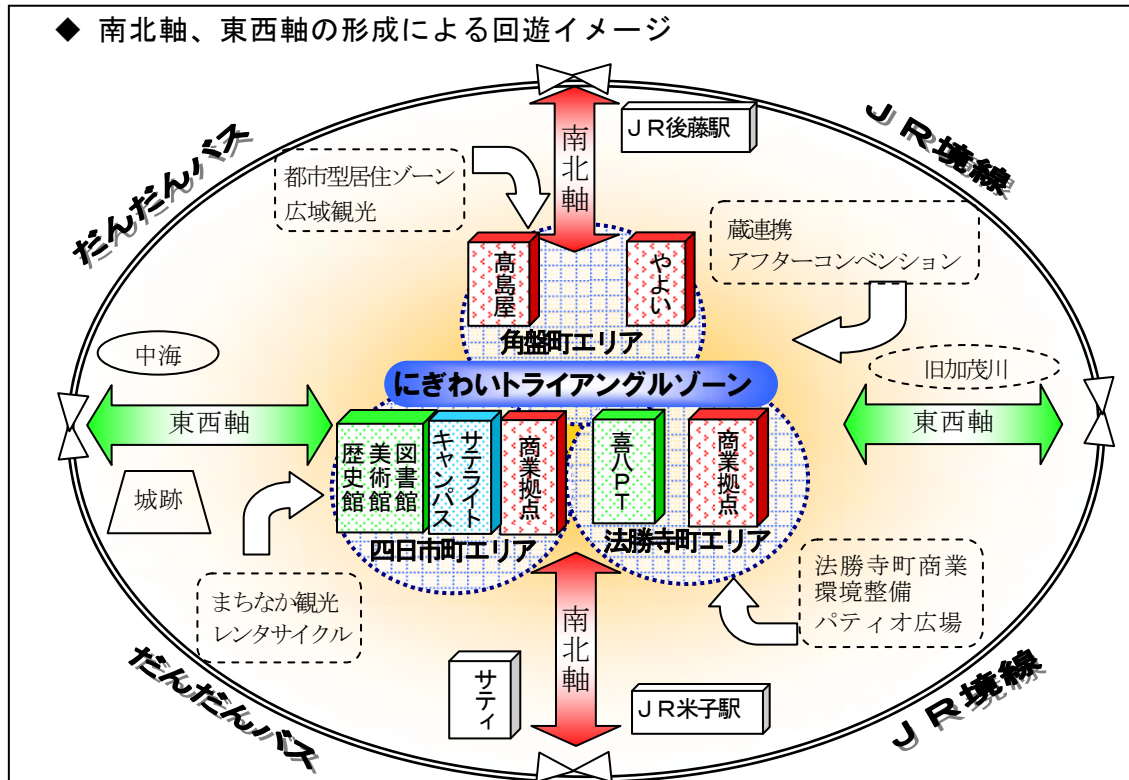 ◆ 南北軸、東西軸の形成による回遊イメージ
だんだんバス
ＪＲ境線
南北軸
ＪＲ後藤駅
都市型居住ゾーン
広域観光
蔵連携
アフターコンベンション
髙島屋
やよい
角盤町エリア
中海
旧加茂川
にぎわいトライアングルゾーン
東西軸
東西軸
図書館
美術館
歴史館
サテライト
キャンパス
商業拠点
喜八ＰＴ
商業拠点
城跡
四日市町エリア
法勝寺町エリア
まちなか観光
レンタサイクル
法勝寺町商業
環境整備
パティオ広場
南北軸
サティ
ＪＲ米子駅
だんだんバス
ＪＲ境線